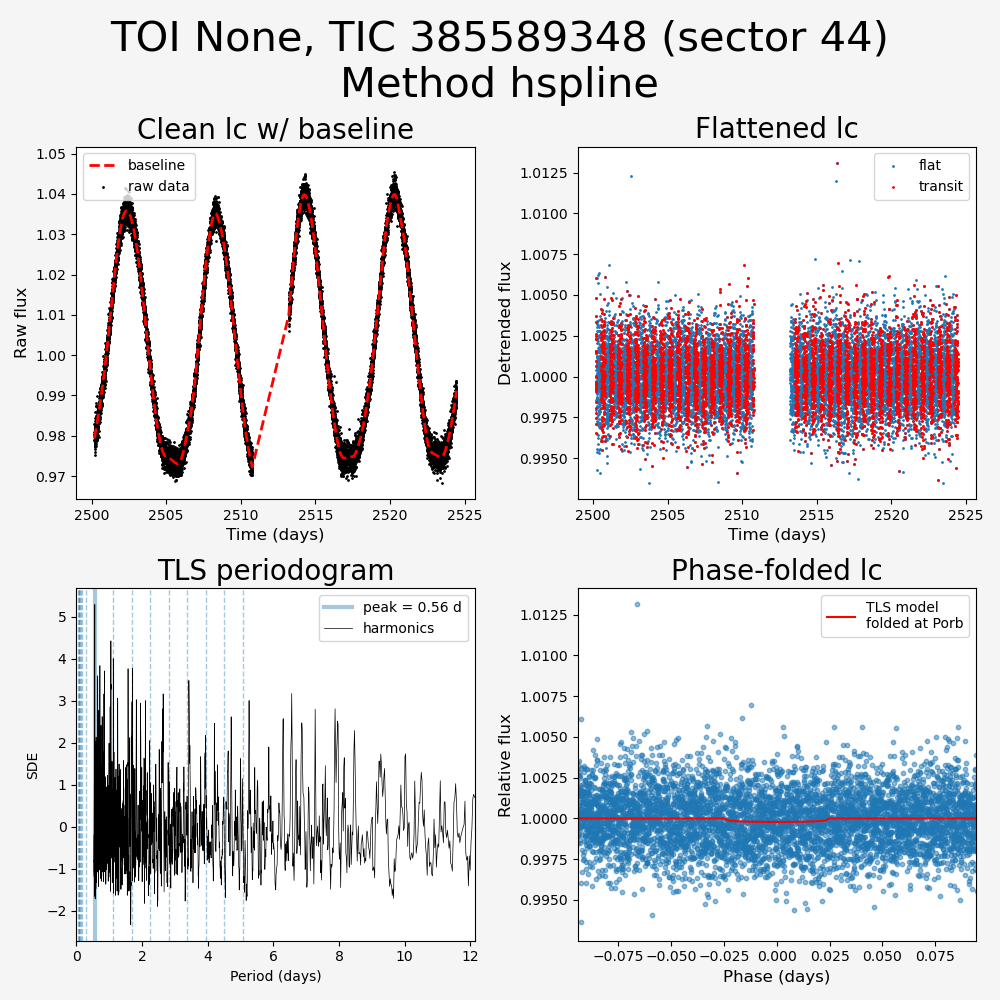 TOI None, TIC 385589348 (sector 44)
Method hspline
Clean lc w/ baseline
Raw flux
1.05
1.04
1.03
1.02
1.01
1.00
0.99
0.98
0.97
baseline
raw data
2500
2505
2510
2515
2520
2525
Time (days)
Flattened lc
Detrended flux
1.0125
1.0100
1.0075
1.0050
1.0025
1.0000
0.9975
0.9950
flat
transit
2500
2505
2510
2515
2520
2525
Time (days)
TLS periodogram
SDE
5
4
3
2
1
0
−1
−2
peak = 0.56 d
harmonics
0
2
4
6
8
10
12
Period (days)
Phase-folded lc
Relative flux
1.0125
1.0100
1.0075
1.0050
1.0025
1.0000
0.9975
0.9950
TLS model
folded at Porb
−0.075
−0.050
−0.025
0.000
0.025
0.050
0.075
Phase (days)